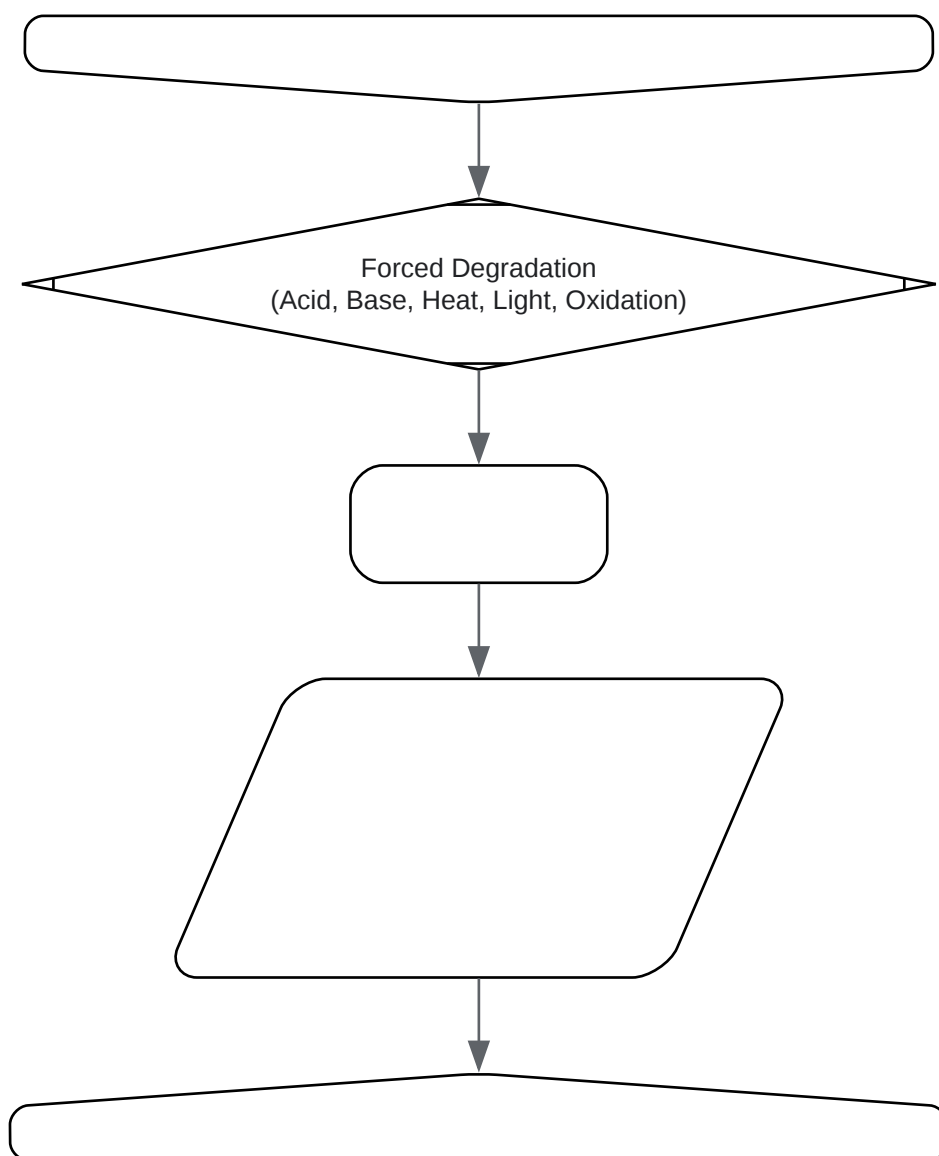 Forced Degradation
(Acid, Base, Heat, Light, Oxidation)